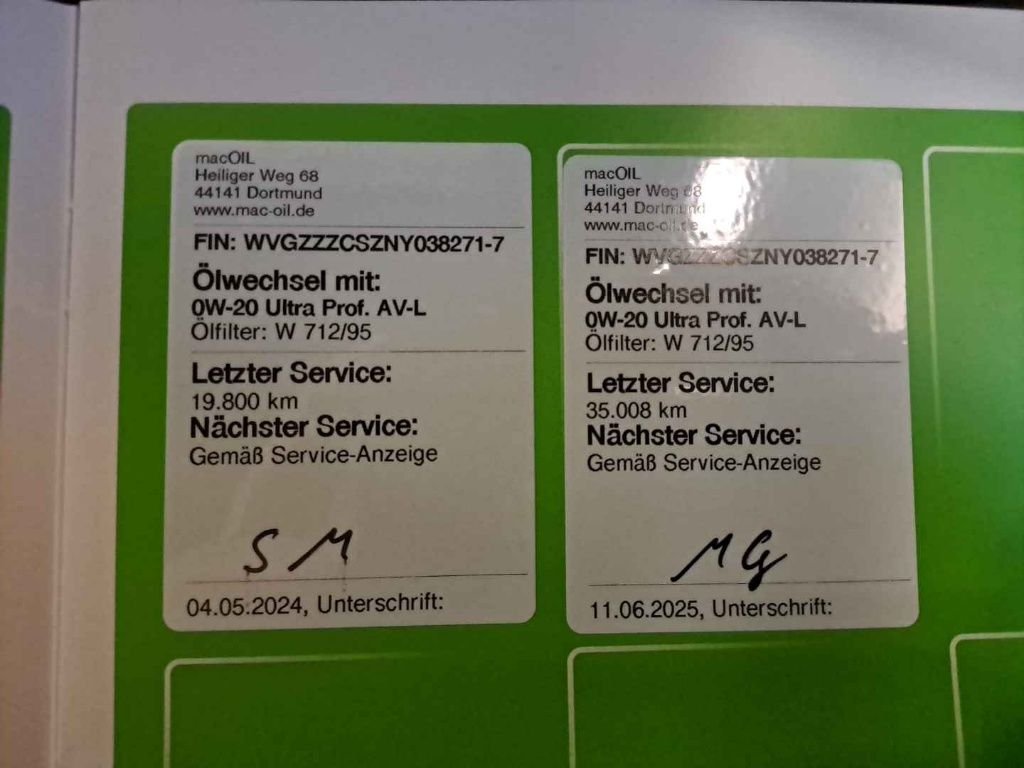 macOIL
Heiliger Weg 68
44141 Dortmund
www.mac-oil.de
FIN: WVGZZZCSZNY038271-7
Ölwechsel mit:
0W-20 Ultra Prof. AV-L
Ölfilter: W 712/95
Letzter Service:
19.800 km
Nächster Service:
Gemäß Service-Anzeige
S M
04.05.2024, Unterschrift:
macOIL
Heiliger Weg 68
44141 Dortmund
www.mac-oil.de
FIN: WVGZZZCSZNY038271-7
Ölwechsel mit:
0W-20 Ultra Prof. AV-L
Ölfilter: W 712/95
Letzter Service:
35.008 km
Nächster Service:
Gemäß Service-Anzeige
M G
11.06.2025, Unterschrift: